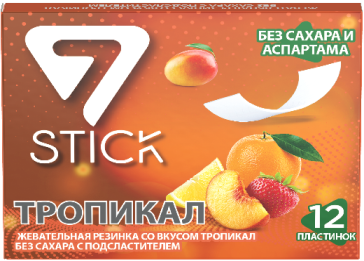 БЕЗ САХАРА И
АСПАРТАМА
7
STICK
ТРОПИКАЛ
ЖЕВАТЕЛЬНАЯ РЕЗИНКА СО ВКУСОМ ТРОПИКАЛ
БЕЗ САХАРА С ПОДСЛАСТИТЕЛЕМ
12
ПЛАСТИНОК